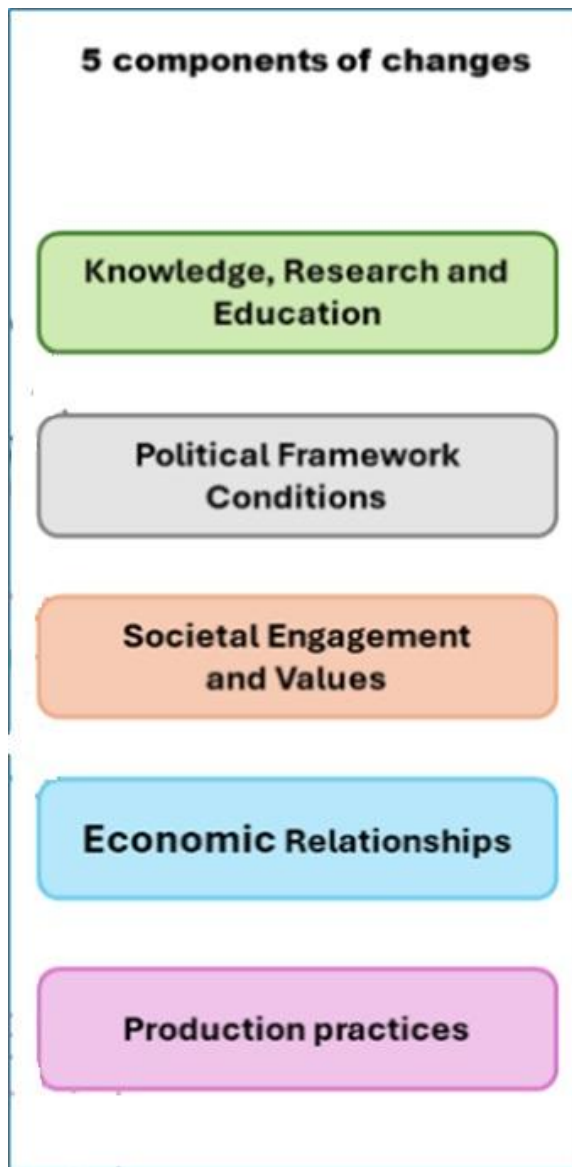 5 components of changes
Knowledge, Research and
Education
Political Framework
Conditions
Societal Engagement
and Values
Economic Relationships
Production practices